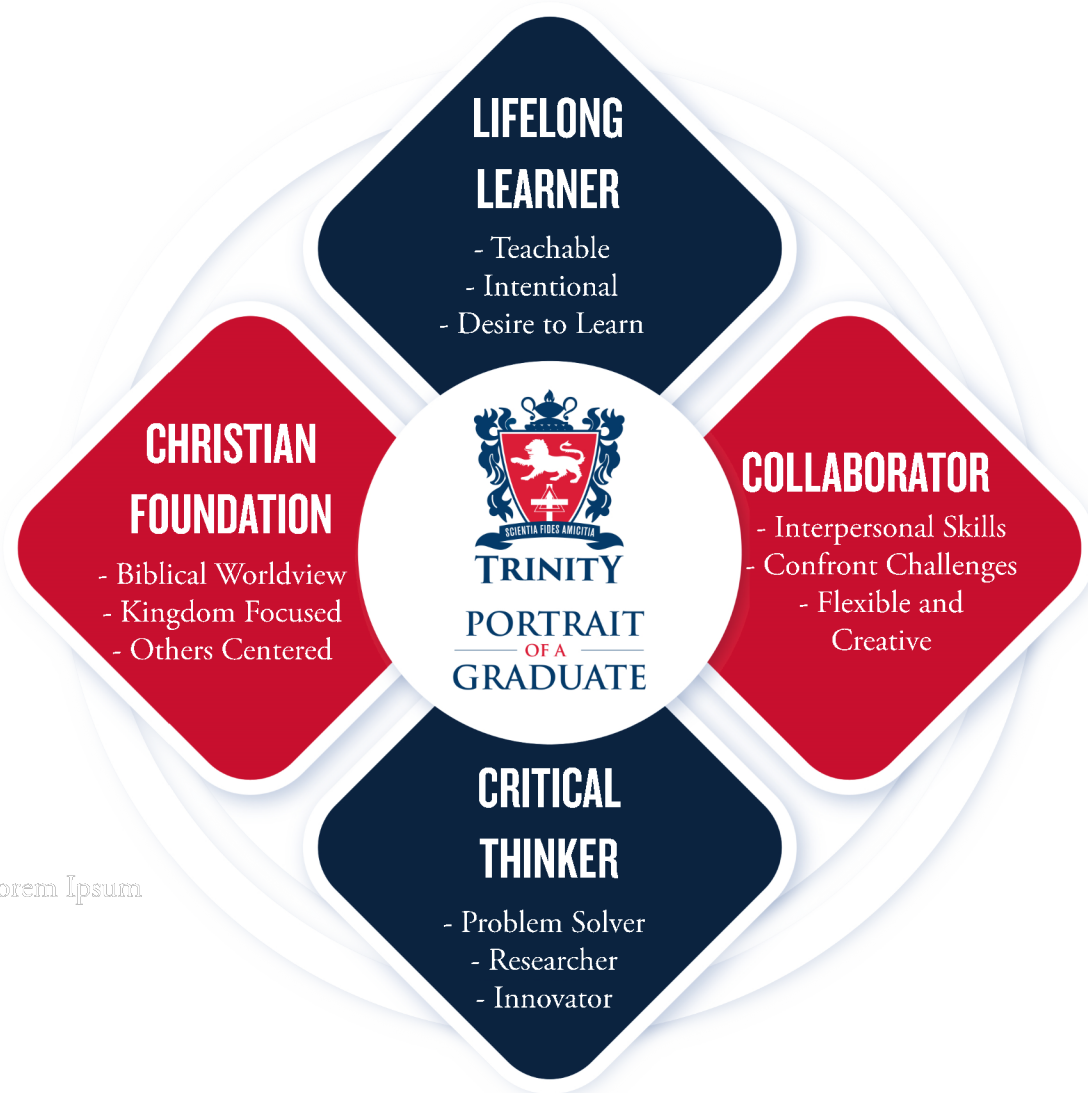 LIFELONG
LEARNER
- Teachable
- Intentional
- Desire to Learn
CHRISTIAN
FOUNDATION
- Biblical Worldview
- Kingdom Focused
- Others Centered
SCIENTIA FIDES AMICITIA
TRINITY
PORTRAIT
OF A
GRADUATE
COLLABORATOR
- Interpersonal Skills
- Confront Challenges
- Flexible and
Creative
CRITICAL
THINKER
- Problem Solver
- Researcher
- Innovator
orem Ipsum